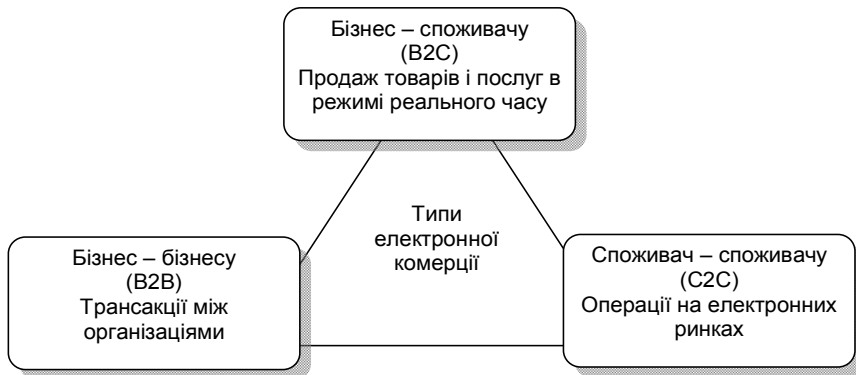 Бізнес – споживачу
(B2C)
Продаж товарів і послуг в
режимі реального часу
Типи
електронної
комерції
Бізнес – бізнесу
(B2B)
Трансакції між
організаціями
Споживач – споживачу
(C2C)
Операції на електронних
ринках